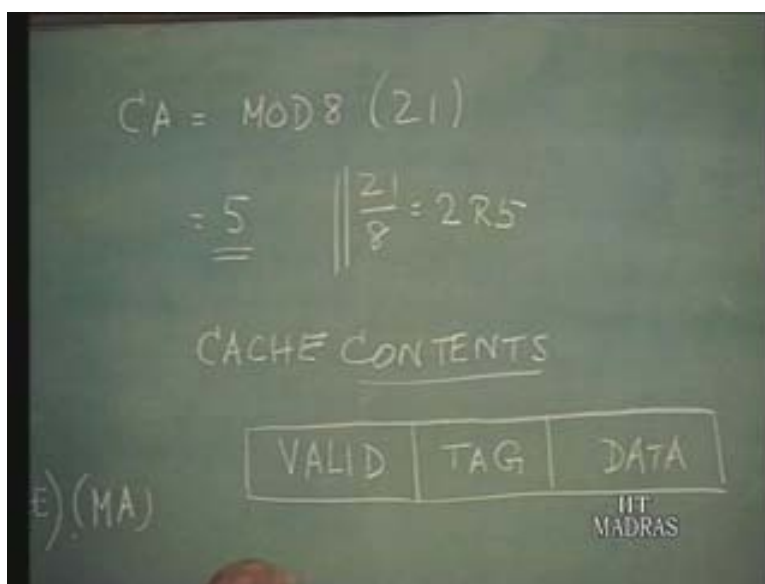 CA = MOD8 (21)
= 5 || 21/8 = 2R5
CACHE CONTENTS
VALID TAG DATA
E).(MA)
IIT
MADRAS